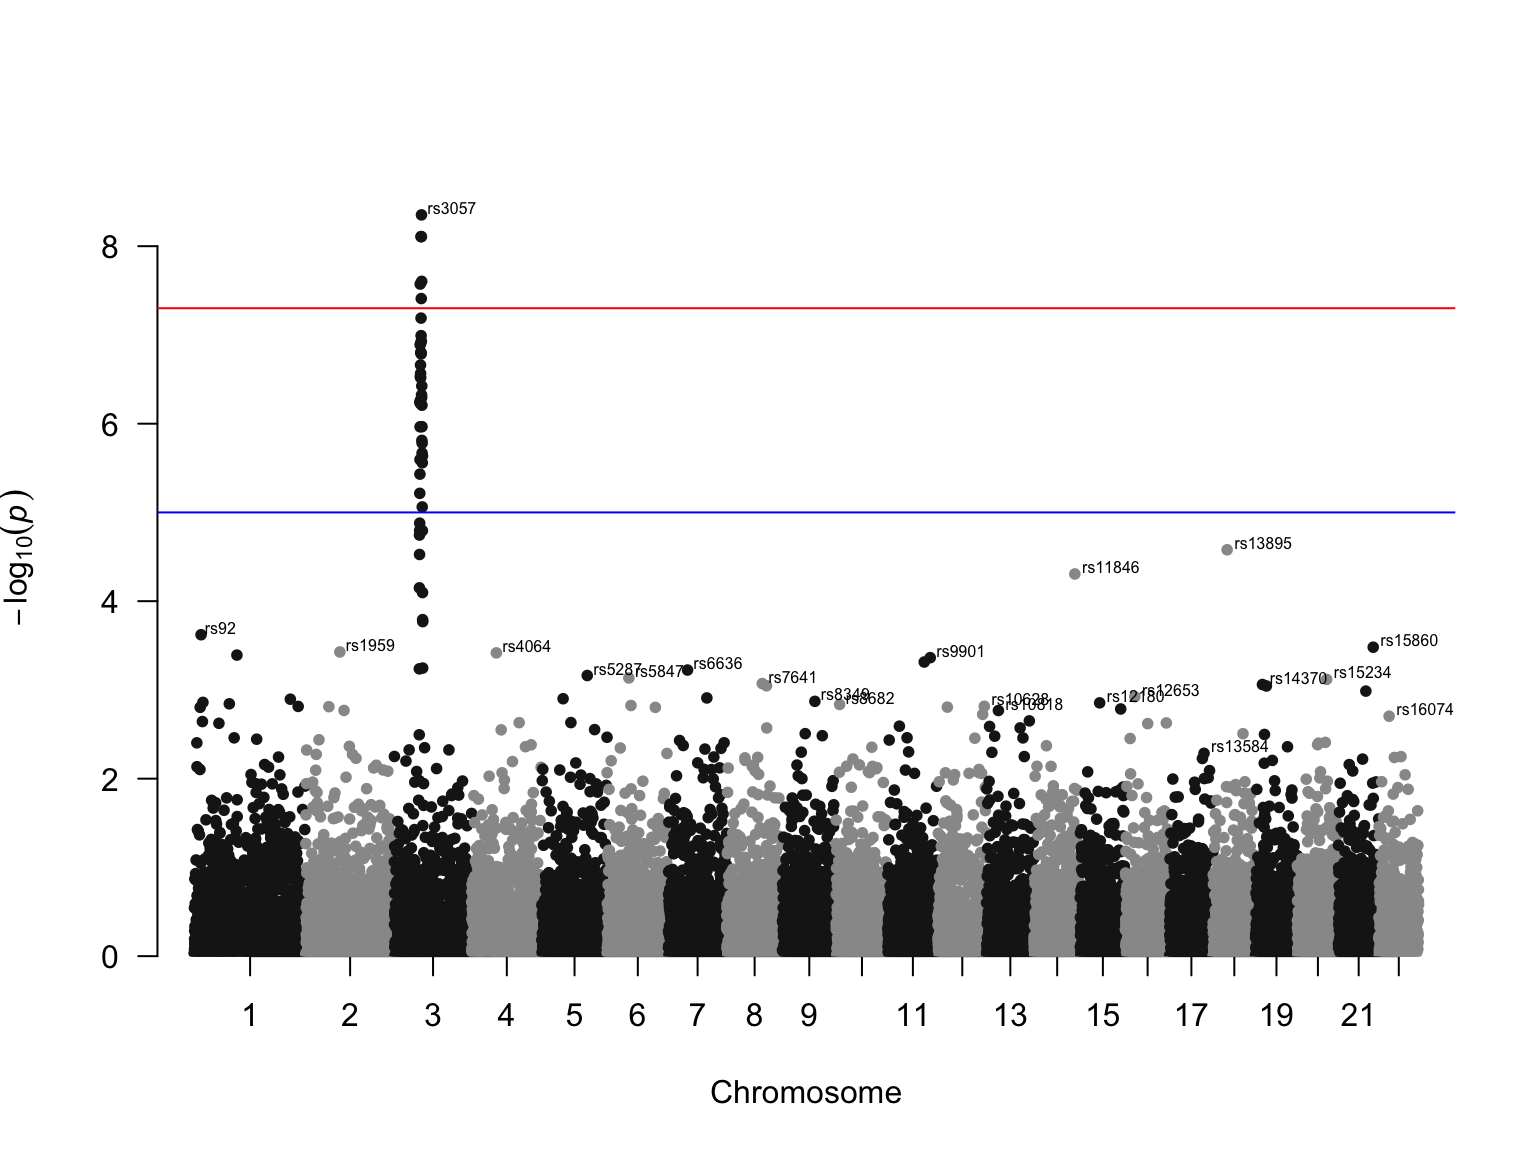 rs3057
8
6
rs13895
rs11846
4
rs92
rs1959
rs4064
rs5287
rs5847
rs6636
rs7641
rs8349
rs8682
rs9901
rs10628
rs10818
rs12180
rs12653
rs13584
rs14370
rs15234
rs15860
rs16074
2
0
−log10(p)
1 2 3 4 5 6 7 8 9 11 13 15 17 19 21
Chromosome